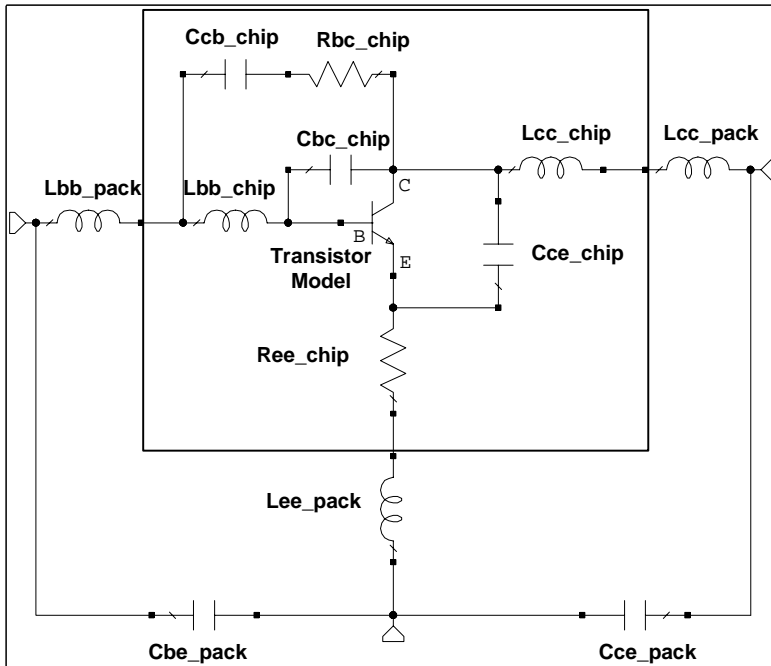 Ccb_chip
Rbc_chip
Cbc_chip
Lcc_chip
Lcc_pack
Lbb_pack
Lbb_chip
C
B
E
Transistor
Model
Cce_chip
Ree_chip
Lee_pack
Cbe_pack
Cce_pack